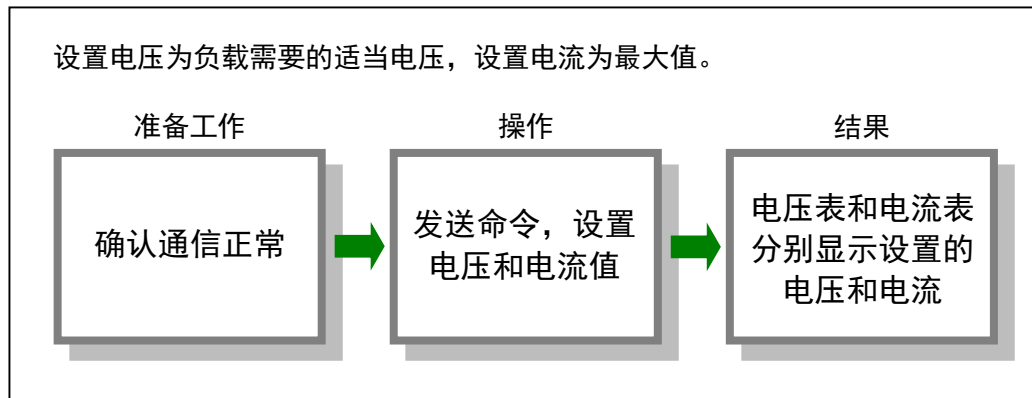 设置电压为负载需要的适当电压，设置电流为最大值。
准备工作
操作
结果
确认通信正常
发送命令，设置
电压和电流值
电压表和电流表
分别显示设置的
电压和电流